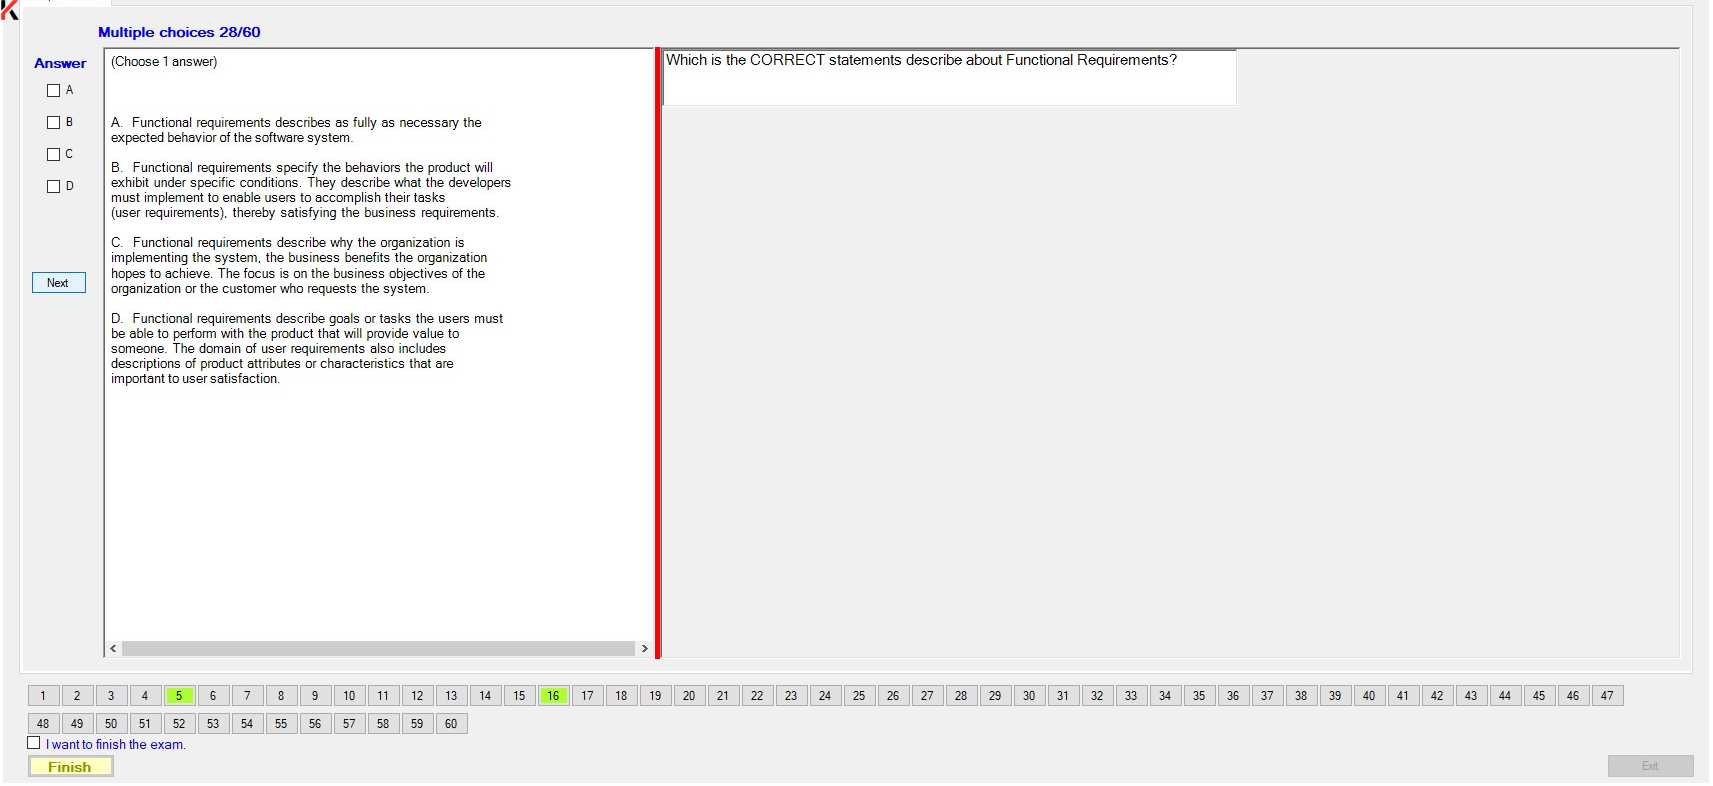 Multiple choices 28/60
Answer
A
B
C
D
Next
(Choose 1 answer)
A. Functional requirements describes as fully as necessary the
expected behavior of the software system.
B. Functional requirements specify the behaviors the product will
exhibit under specific conditions. They describe what the developers
must implement to enable users to accomplish their tasks
(user requirements), thereby satisfying the business requirements.
C. Functional requirements describe why the organization is
implementing the system, the business benefits the organization
hopes to achieve. The focus is on the business objectives of the
organization or the customer who requests the system.
D. Functional requirements describe goals or tasks the users must
be able to perform with the product that will provide value to
someone. The domain of user requirements also includes
descriptions of product attributes or characteristics that are
important to user satisfaction.
Which is the CORRECT statements describe about Functional Requirements?
1 2 3 4 5 6 7 8 9 10 11 12 13 14 15 16 17 18 19 20 21 22 23 24 25 26 27 28 29 30 31 32 33 34 35 36 37 38 39 40 41 42 43 44 45 46 47
48 49 50 51 52 53 54 55 56 57 58 59 60
I want to finish the exam.
Finish
Exit